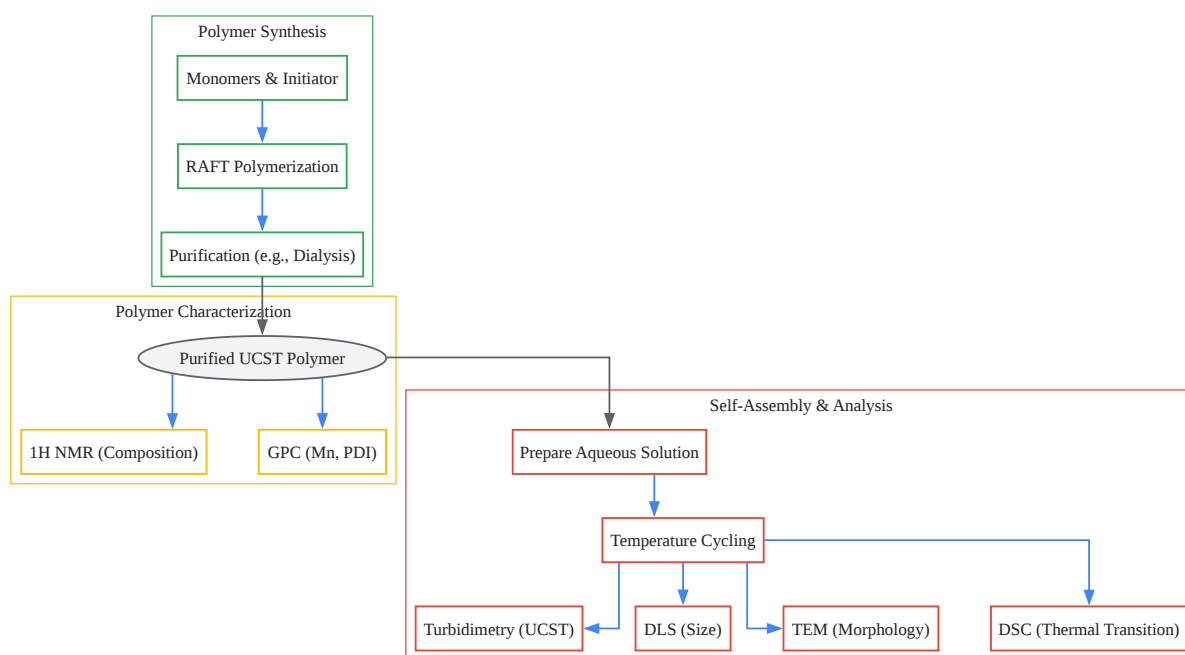 Polymer Synthesis
Monomers & Initiator
RAFT Polymerization
Purification (e.g., Dialysis)
Polymer Characterization
Purified UCST Polymer
1H NMR (Composition)
GPC (Mn, PDI)
Self-Assembly & Analysis
Prepare Aqueous Solution
Temperature Cycling
Turbidimetry (UCST)
DLS (Size)
TEM (Morphology)
DSC (Thermal Transition)